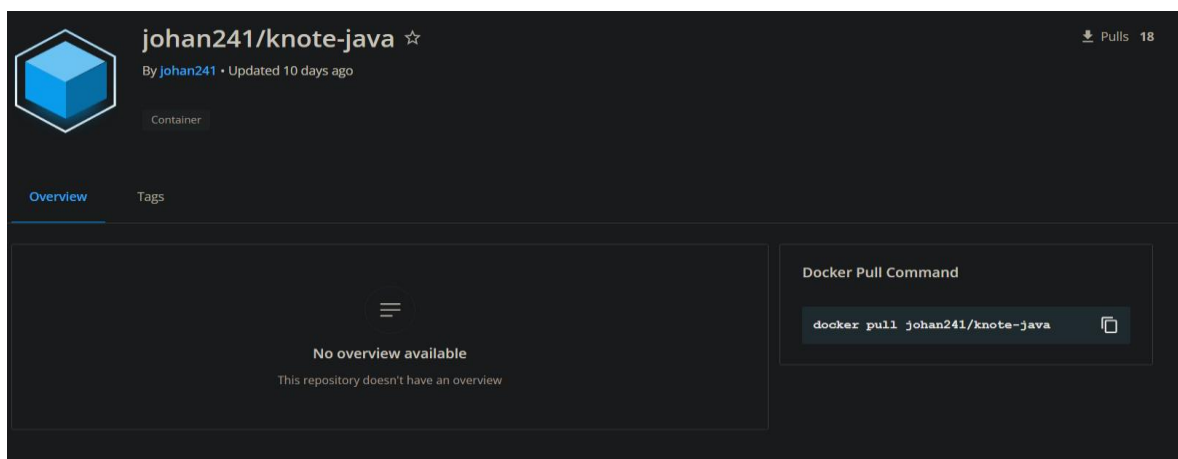 johan241/knote-java ☆
Pulls 18
By johan241 • Updated 10 days ago
Container
Overview
Tags
No overview available
This repository doesn't have an overview
Docker Pull Command
docker pull johan241/knote-java